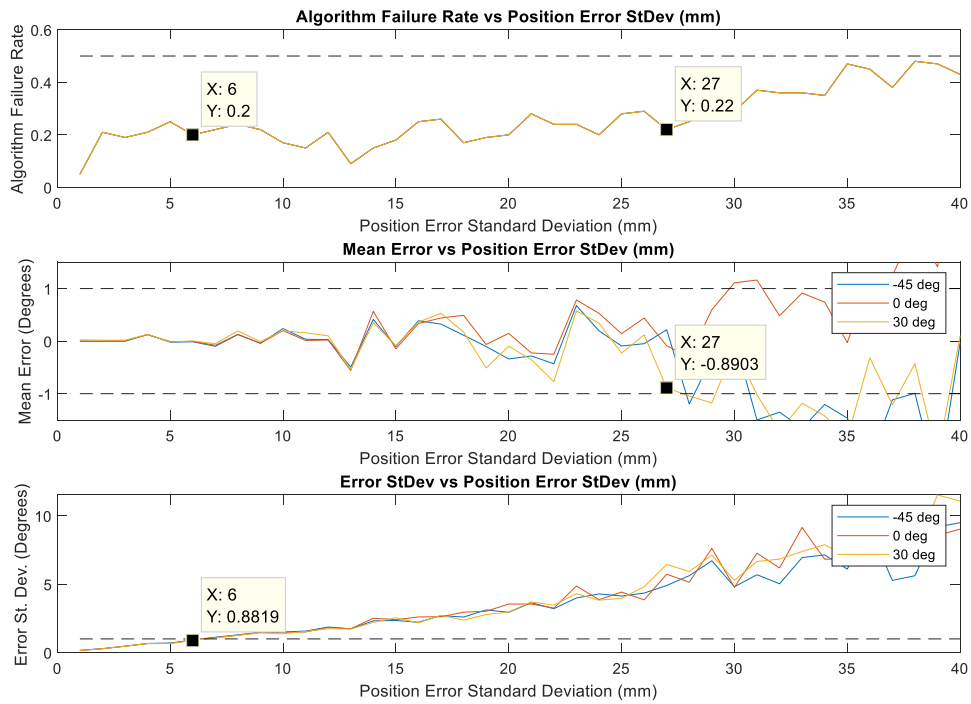 Algorithm Failure Rate vs Position Error StDev (mm)
Algorithm Failure Rate
0.6
0.4
0.2
0
X: 6
Y: 0.2
X: 27
Y: 0.22
0 5 10 15 20 25 30 35 40
Position Error Standard Deviation (mm)
Mean Error vs Position Error StDev (mm)
Mean Error (Degrees)
1
0
-1
-45 deg
0 deg
30 deg
X: 27
Y: -0.8903
0 5 10 15 20 25 30 35 40
Position Error Standard Deviation (mm)
Error StDev vs Position Error StDev (mm)
Error St. Dev. (Degrees)
10
5
0
-45 deg
0 deg
30 deg
X: 6
Y: 0.8819
0 5 10 15 20 25 30 35 40
Position Error Standard Deviation (mm)